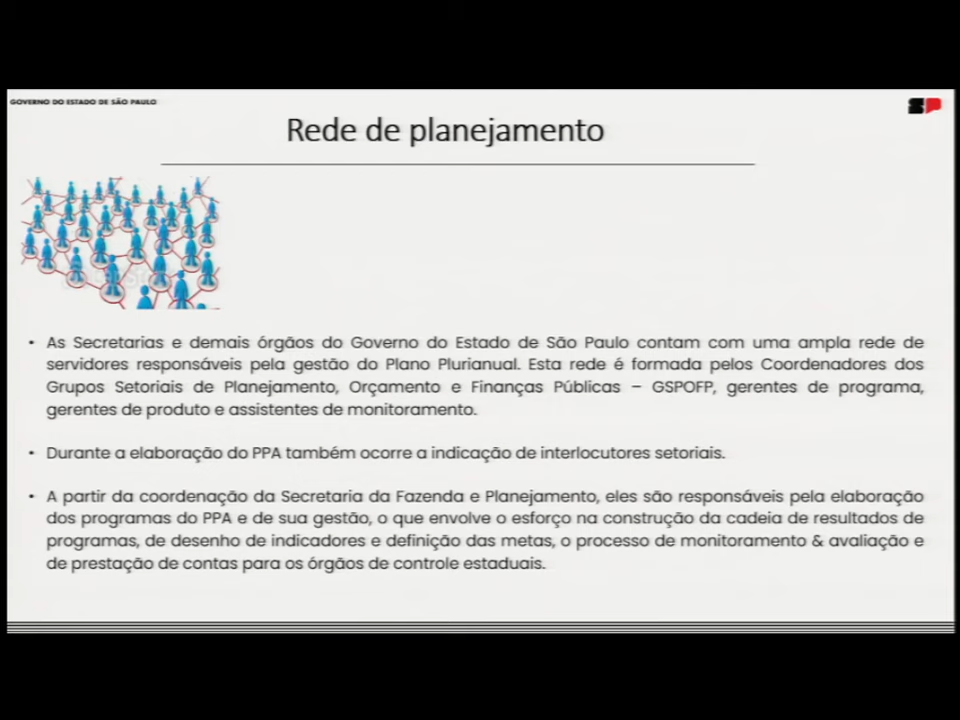 GOVERNO DO ESTADO DE SÃO PAULO
SP
Rede de planejamento
• As Secretarias e demais órgãos do Governo do Estado de São Paulo contam com uma ampla rede de
servidores responsáveis pela gestão do Plano Plurianual. Esta rede é formada pelos Coordenadores dos
Grupos Setoriais de Planejamento, Orçamento e Finanças Públicas – GSPOFP, gerentes de programa,
gerentes de produto e assistentes de monitoramento.
• Durante a elaboração do PPA também ocorre a indicação de interlocutores setoriais.
• A partir da coordenação da Secretaria da Fazenda e Planejamento, eles são responsáveis pela elaboração
dos programas do PPA e de sua gestão, o que envolve o esforço na construção da cadeia de resultados de
programas, de desenho de indicadores e definição das metas, o processo de monitoramento & avaliação e
de prestação de contas para os órgãos de controle estaduais.